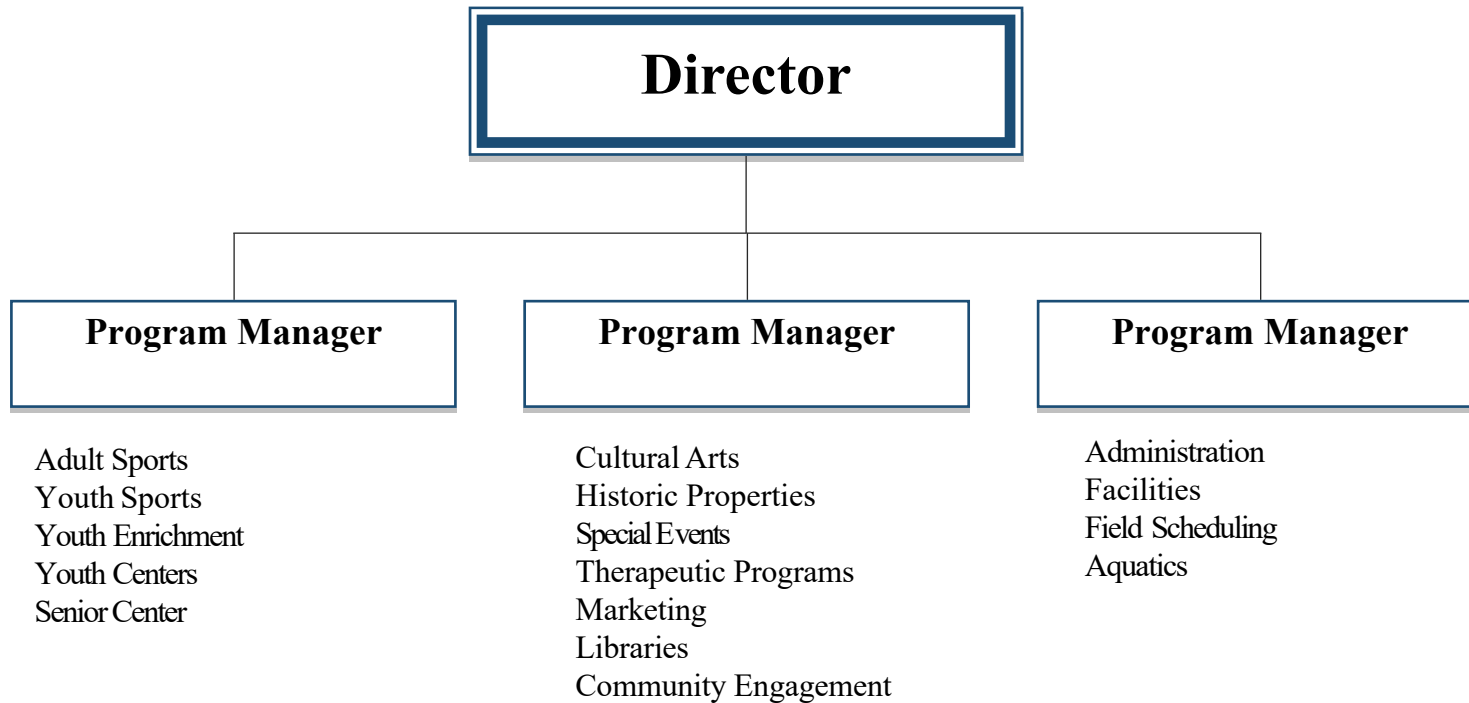 Director
Program Manager
Adult Sports
Youth Sports
Youth Enrichment
Youth Centers
Senior Center
Program Manager
Cultural Arts
Historic Properties
Special Events
Therapeutic Programs
Marketing
Libraries
Community Engagement
Program Manager
Administration
Facilities
Field Scheduling
Aquatics